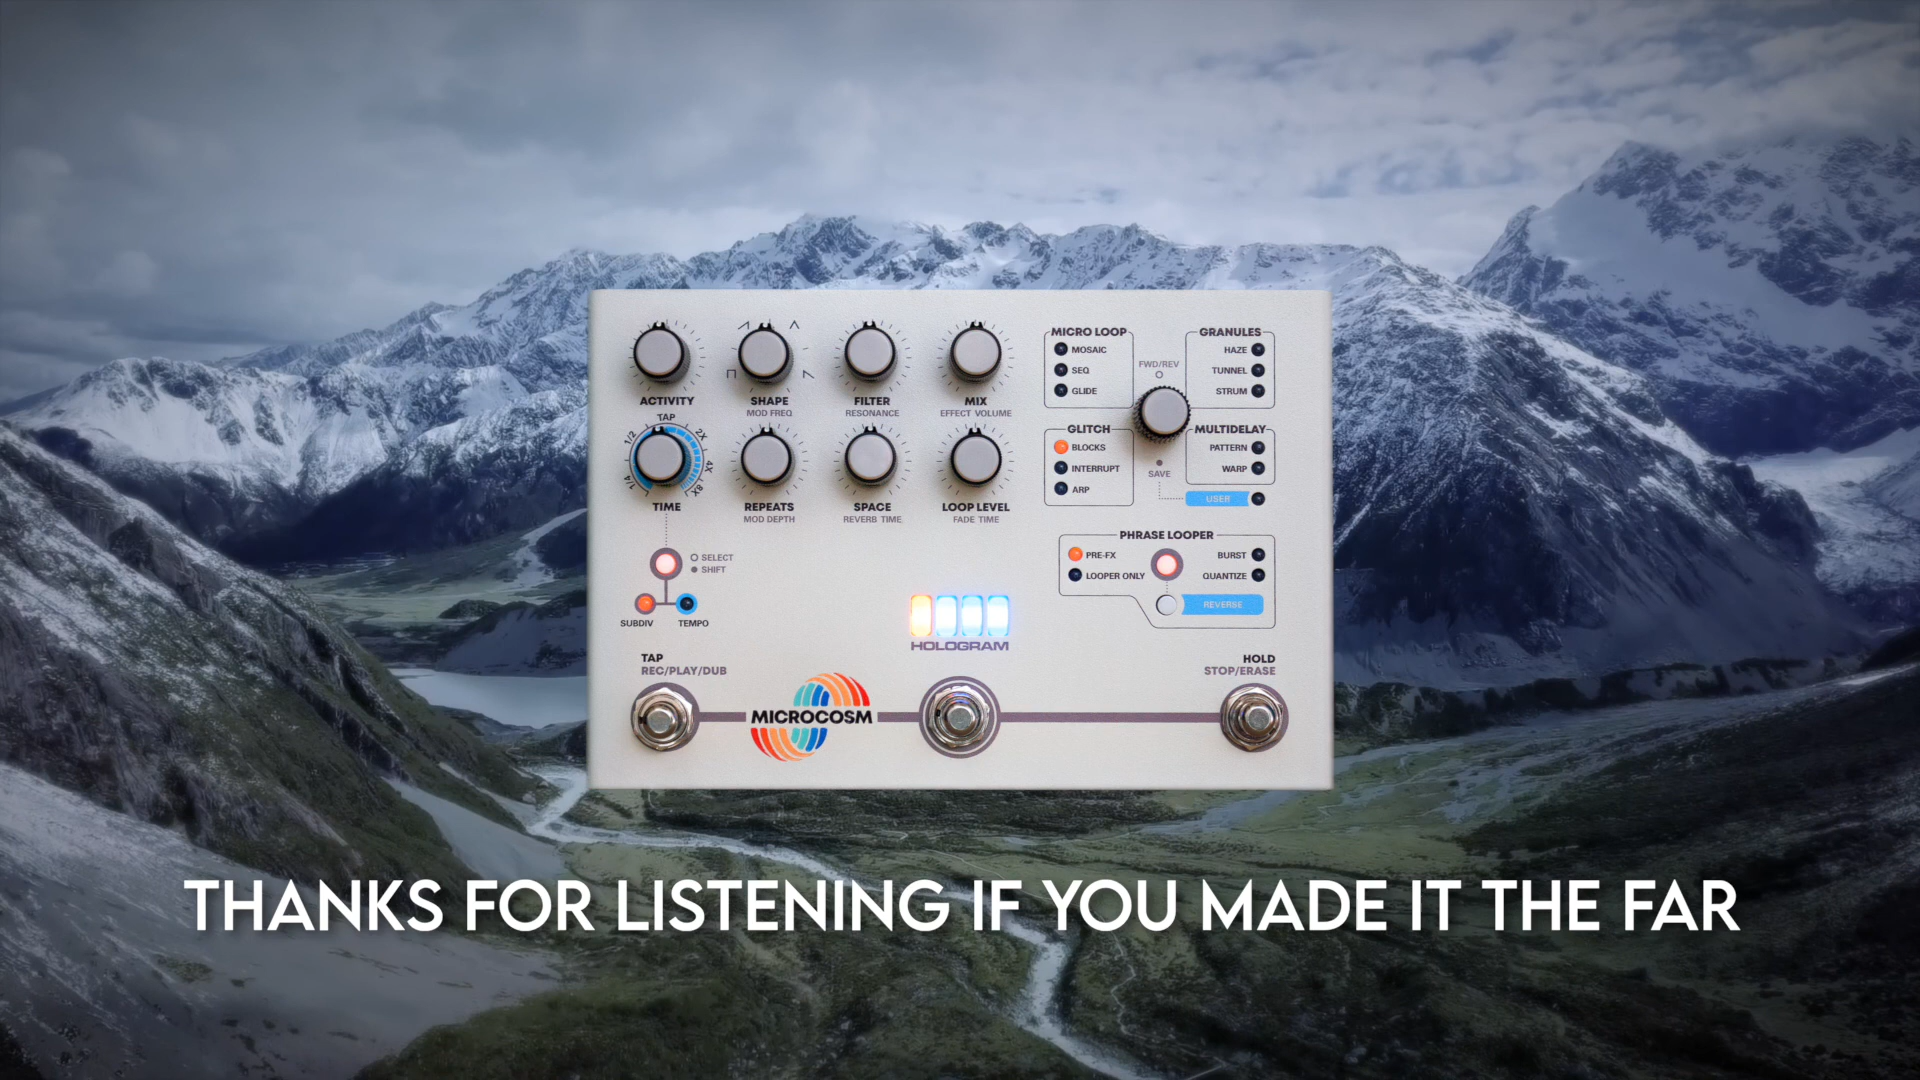 ACTIVITY
SHAPE
MOD FREQ
FILTER
RESONANCE
MIX
EFFECT VOLUME
TAP
1/2
2X
1/4
4X
8X
TIME
REPEATS
MOD DEPTH
SPACE
REVERB TIME
LOOP LEVEL
FADE TIME
MICRO LOOP
MOSAIC
SEQ
GLIDE
FWD/REV
GRANULES
HAZE
TUNNEL
STRUM
GLITCH
BLOCKS
INTERRUPT
ARP
SAVE
MULTIDELAY
PATTERN
WARP
USER
SELECT
SHIFT
SUBDIV
TEMPO
PHRASE LOOPER
PRE-FX
LOOPER ONLY
BURST
QUANTIZE
REVERSE
HOLOGRAM
TAP
REC/PLAY/DUB
MICROCOSM
HOLD
STOP/ERASE
THANKS FOR LISTENING IF YOU MADE IT THE FAR